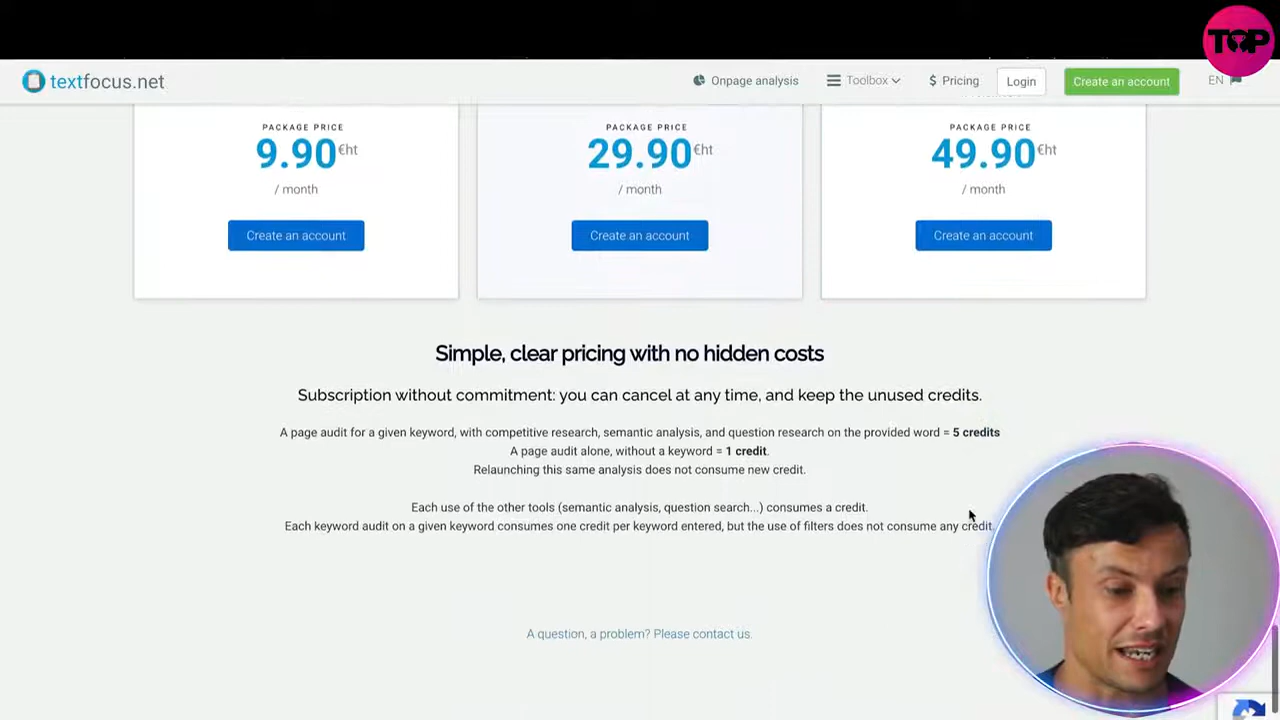 TOP
textfocus.net
Onpage analysis
Toolbox
$ Pricing
Login
Create an account
EN
PACKAGE PRICE
9.90 €ht
/ month
Create an account
PACKAGE PRICE
29.90 €ht
/ month
Create an account
PACKAGE PRICE
49.90 €ht
/ month
Create an account
Simple, clear pricing with no hidden costs
Subscription without commitment: you can cancel at any time, and keep the unused credits.
A page audit for a given keyword, with competitive research, semantic analysis, and question research on the provided word = 5 credits
A page audit alone, without a keyword = 1 credit.
Relaunching this same analysis does not consume new credit.
Each use of the other tools (semantic analysis, question search...) consumes a credit.
Each keyword audit on a given keyword consumes one credit per keyword entered, but the use of filters does not consume any credit.
A question, a problem? Please contact us.